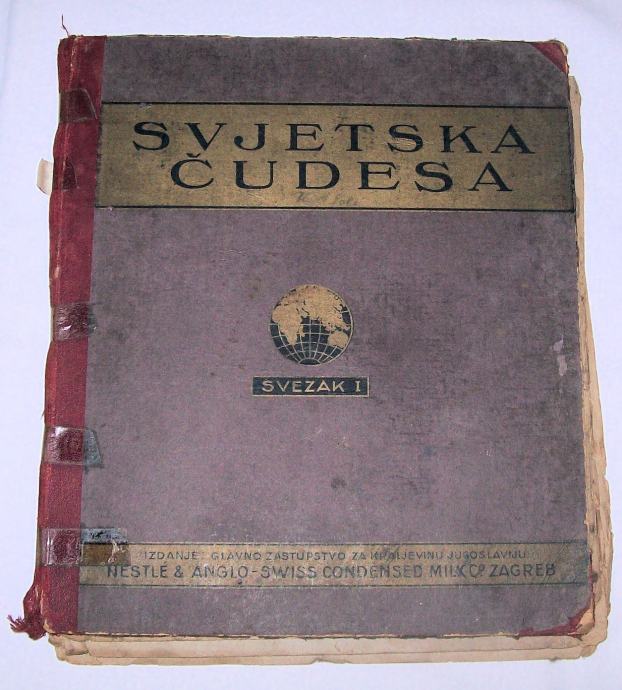 SVJETSKA
ČUDESA
SVEZAK I
IZDANJE: GLAVNO ZASTUPSTVO ZA KRALJEVINU JUGOSLAVIJU
NESTLÉ & ANGLO-SWISS CONDENSED MILK Cº ZAGREB